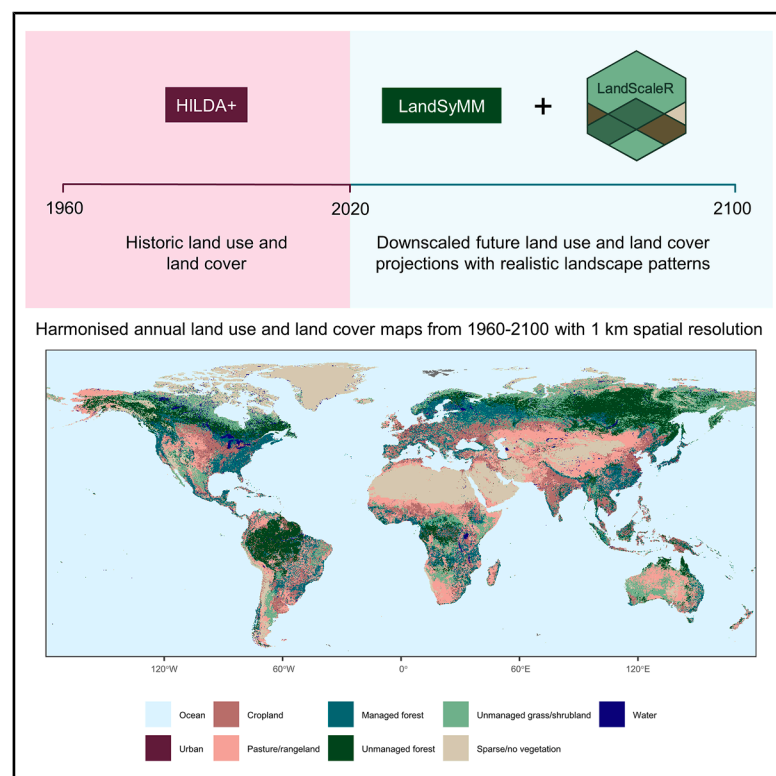 HILDA+
LandSyMM
+
LandScaleR
1960
2020
2100
Historic land use and
land cover
Downscaled future land use and land cover
projections with realistic landscape patterns
Harmonised annual land use and land cover maps from 1960-2100 with 1 km spatial resolution
120°W
60°W
0°
60°E
120°E
Ocean
Cropland
Managed forest
Unmanaged grass/shrubland
Water
Urban
Pasture/rangeland
Unmanaged forest
Sparse/no vegetation